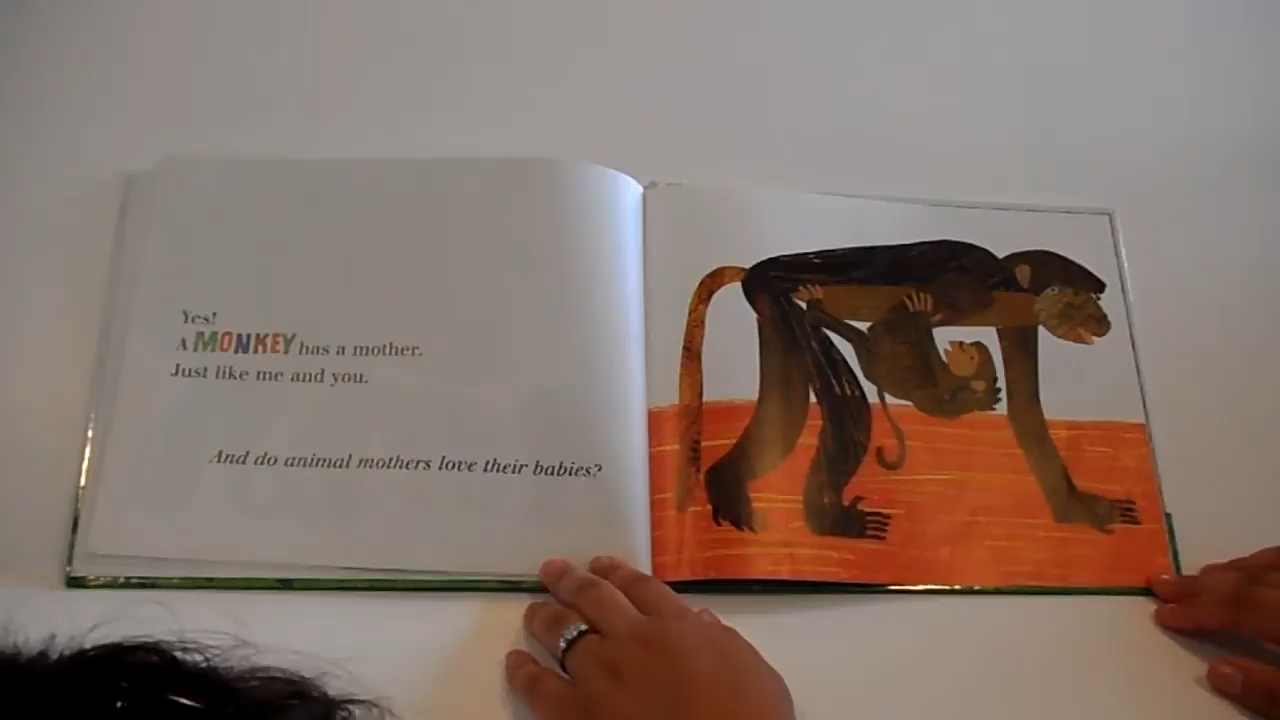 Yes!
A MONKEY has a mother.
Just like me and you.
And do animal mothers love their babies?